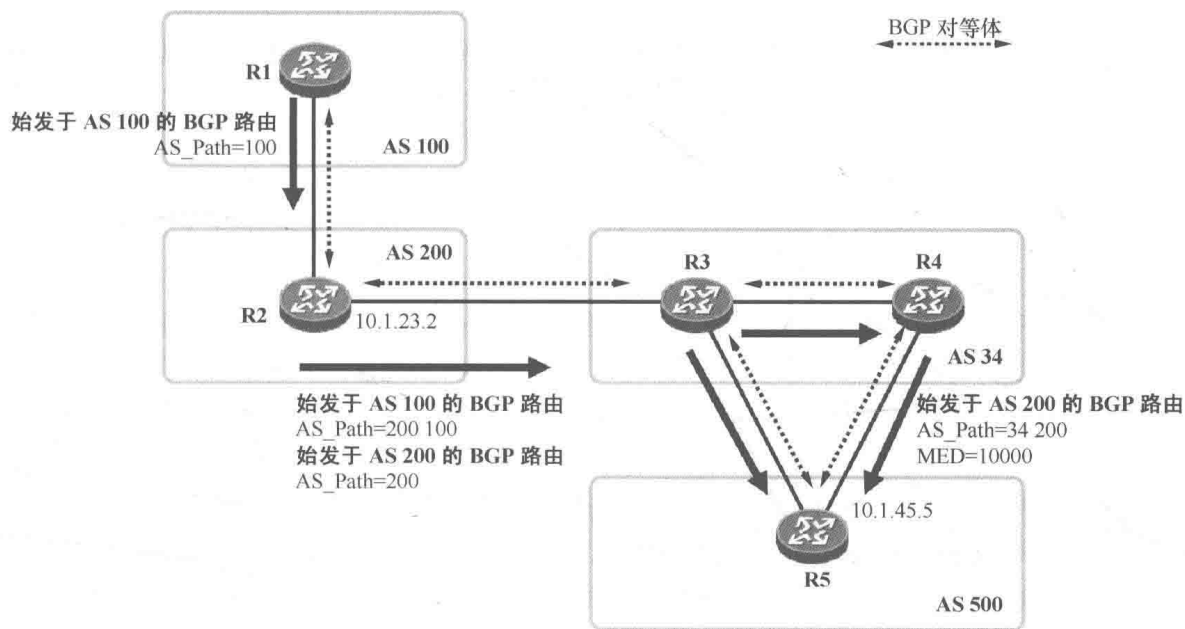 BGP 对等体
R1
始发于 AS 100 的 BGP 路由
AS_Path=100
AS 100
AS 200
R2
10.1.23.2
R3
R4
AS 34
始发于 AS 100 的 BGP 路由
AS_Path=200 100
始发于 AS 200 的 BGP 路由
AS_Path=200
始发于 AS 200 的 BGP 路由
AS_Path=34 200
MED=10000
10.1.45.5
R5
AS 500